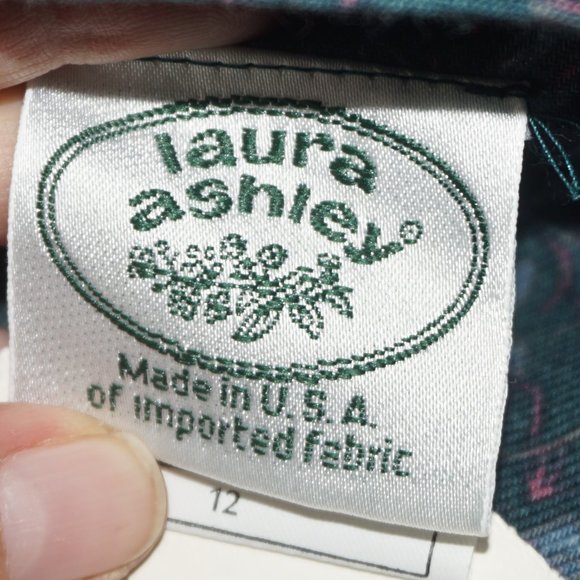 laura
ashley®
Made in U.S.A.
of imported fabric
12